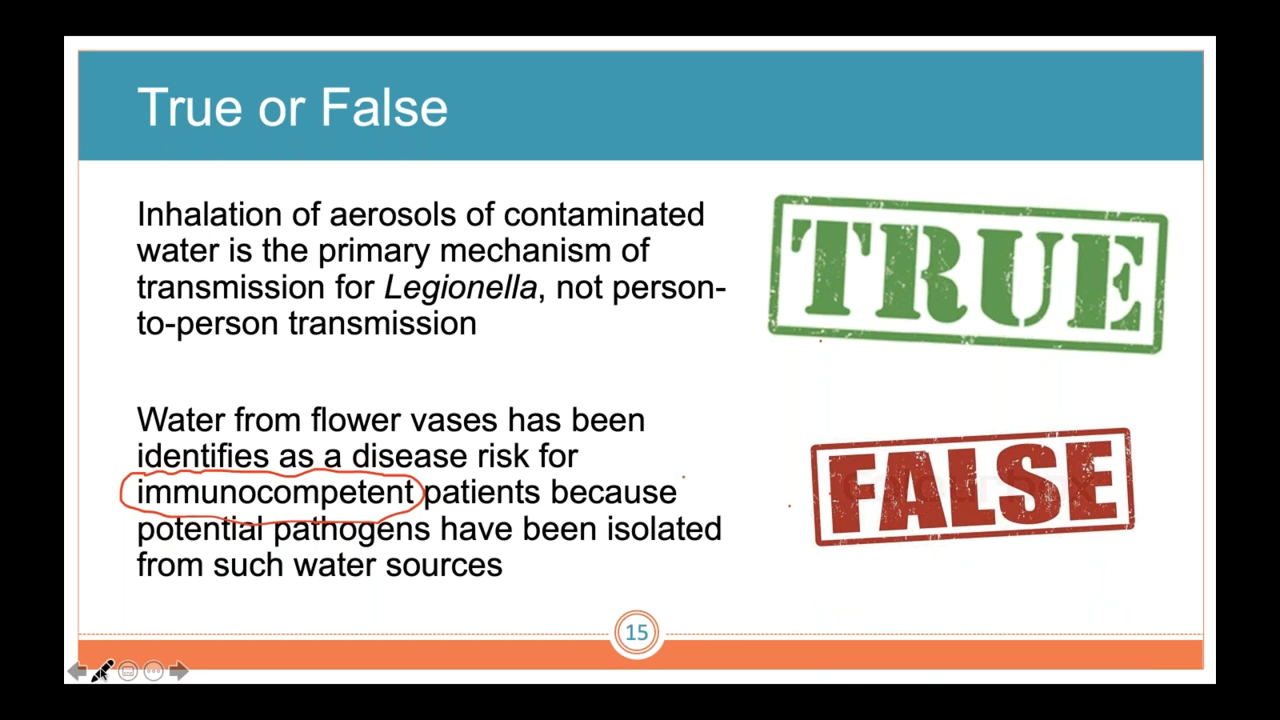 True or False
Inhalation of aerosols of contaminated
water is the primary mechanism of
transmission for Legionella, not person-
to-person transmission
TRUE
Water from flower vases has been
identifies as a disease risk for
immunocompetent patients because
potential pathogens have been isolated
from such water sources
FALSE
15